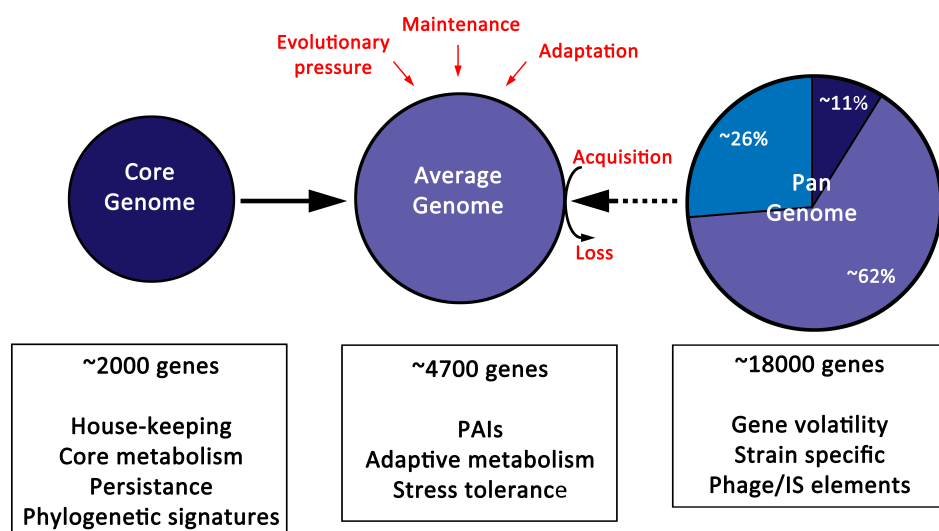 Maintenance
Evolutionary
pressure
Adaptation
Core
Genome
Average
Genome
Acquisition
Loss
~11%
~26%
Pan
Genome
~62%
~2000 genes
House-keeping
Core metabolism
Persistance
Phylogenetic signatures
~4700 genes
PAIs
Adaptive metabolism
Stress tolerance
~18000 genes
Gene volatility
Strain specific
Phage/IS elements